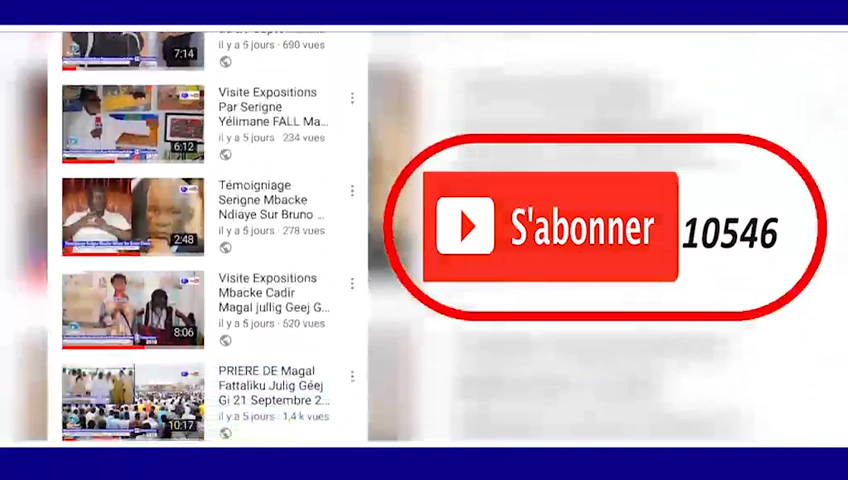 il y a 5 jours · 690 vues
7:14
Visite Expositions
Par Serigne
Yélimane FALL Ma...
il y a 5 jours · 234 vues
6:12
Témoigniage
Serigne Mbacke
Ndiaye Sur Bruno ...
il y a 5 jours · 278 vues
2:48
Visite Expositions
Mbacke Cadir
Magal jullig Geej G...
il y a 5 jours · 520 vues
8:06
PRIERE DE Magal
Fattaliku Julig Géej
Gi 21 Septembre 2...
il y a 5 jours · 1,4 k vues
10:17
S'abonner
10546